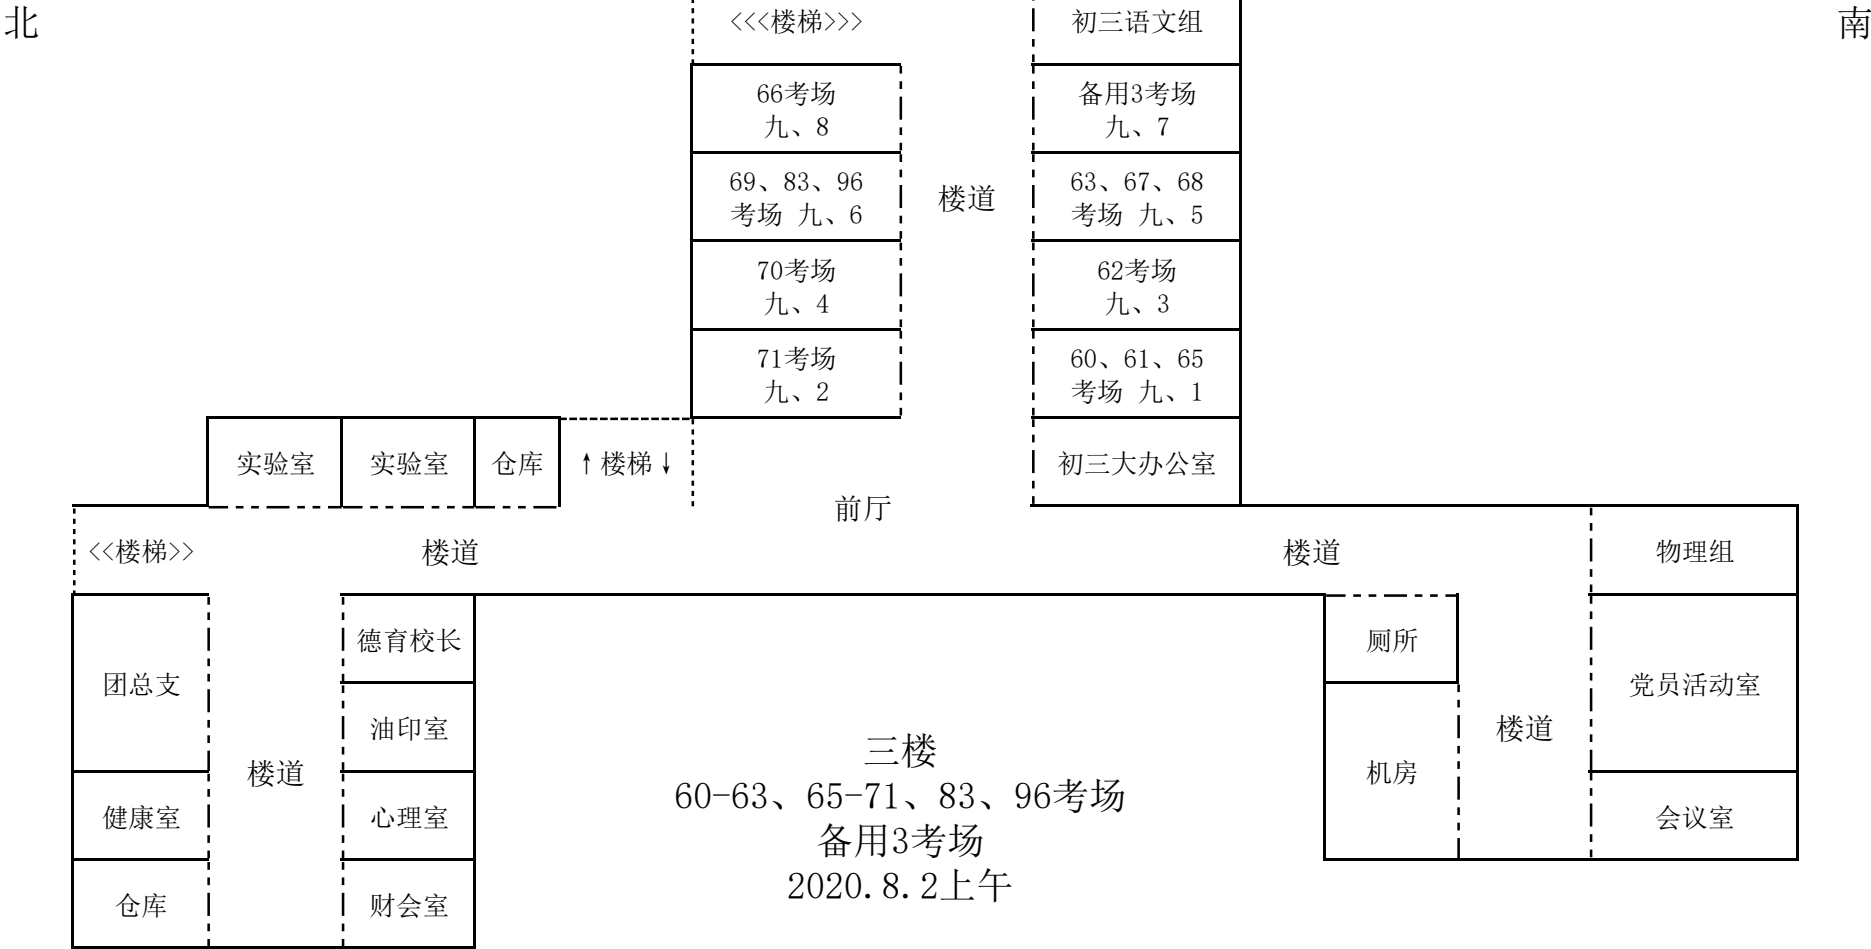 北
<<<楼梯>>>
初三语文组
南
66考场
九、8
备用3考场
九、7
69、83、96
考场 九、6
楼道
63、67、68
考场 九、5
70考场
九、4
62考场
九、3
71考场
九、2
60、61、65
考场 九、1
实验室
实验室
仓库
↑楼梯↓
初三大办公室
前厅
<<楼梯>>
楼道
楼道
物理组
团总支
德育校长
厕所
党员活动室
油印室
楼道
楼道
机房
健康室
心理室
会议室
仓库
财会室
三楼
60-63、65-71、83、96考场
备用3考场
2020.8.2上午